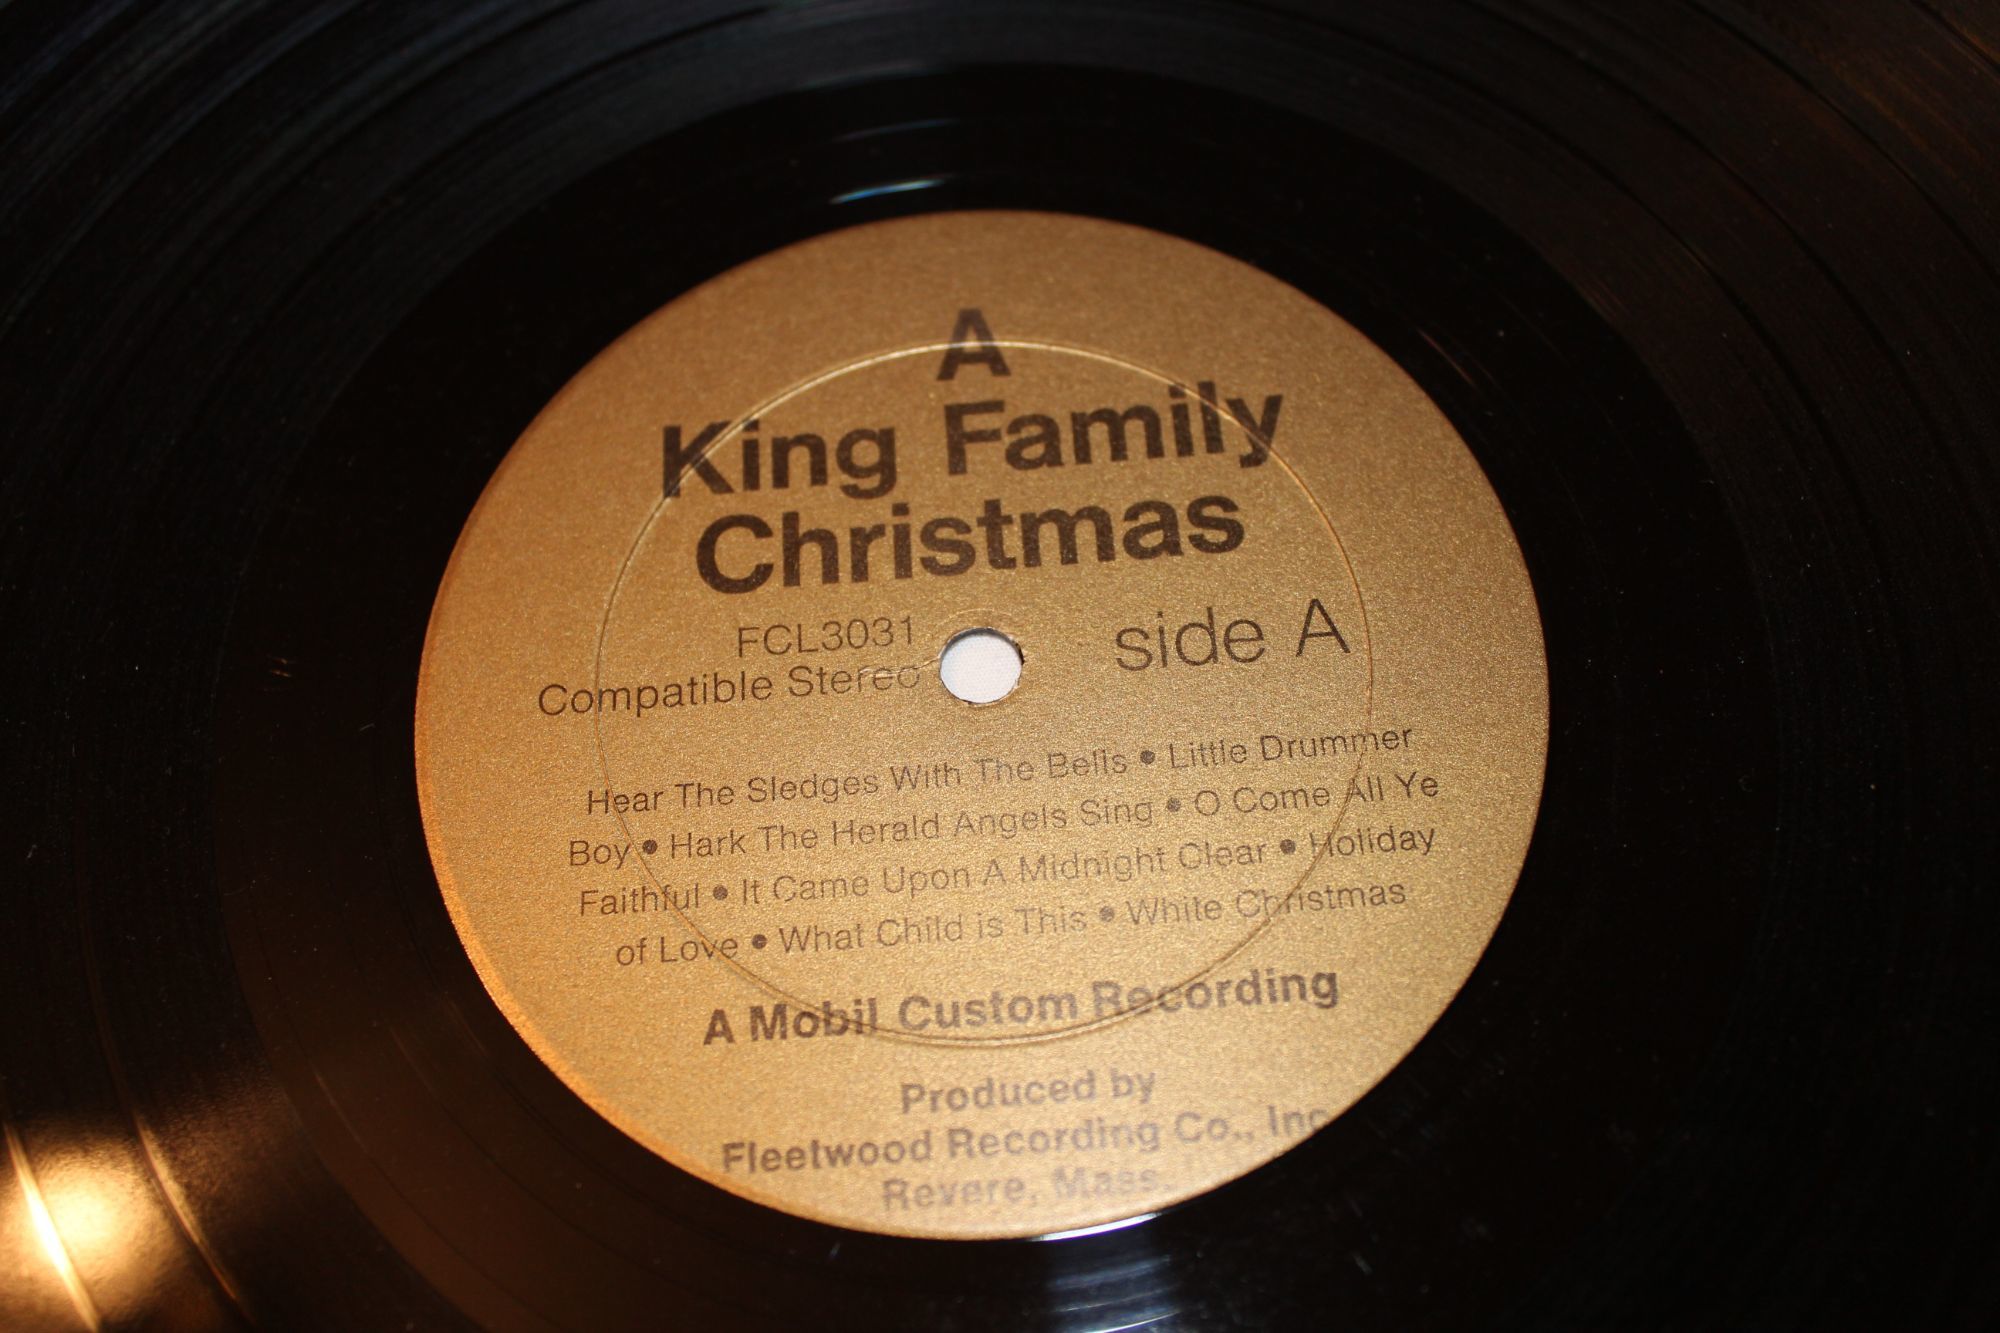 A
King Family
Christmas
FCL3031
Compatible Stereo
side A
Hear The Sledges With The Bells • Little Drummer
Boy • Hark The Herald Angels Sing • O Come All Ye
Faithful • It Came Upon A Midnight Clear • Holiday
of Love • What Child is This • White Christmas
A Mobil Custom Recording
Produced by
Fleetwood Recording Co., Inc
Revere, Mass.